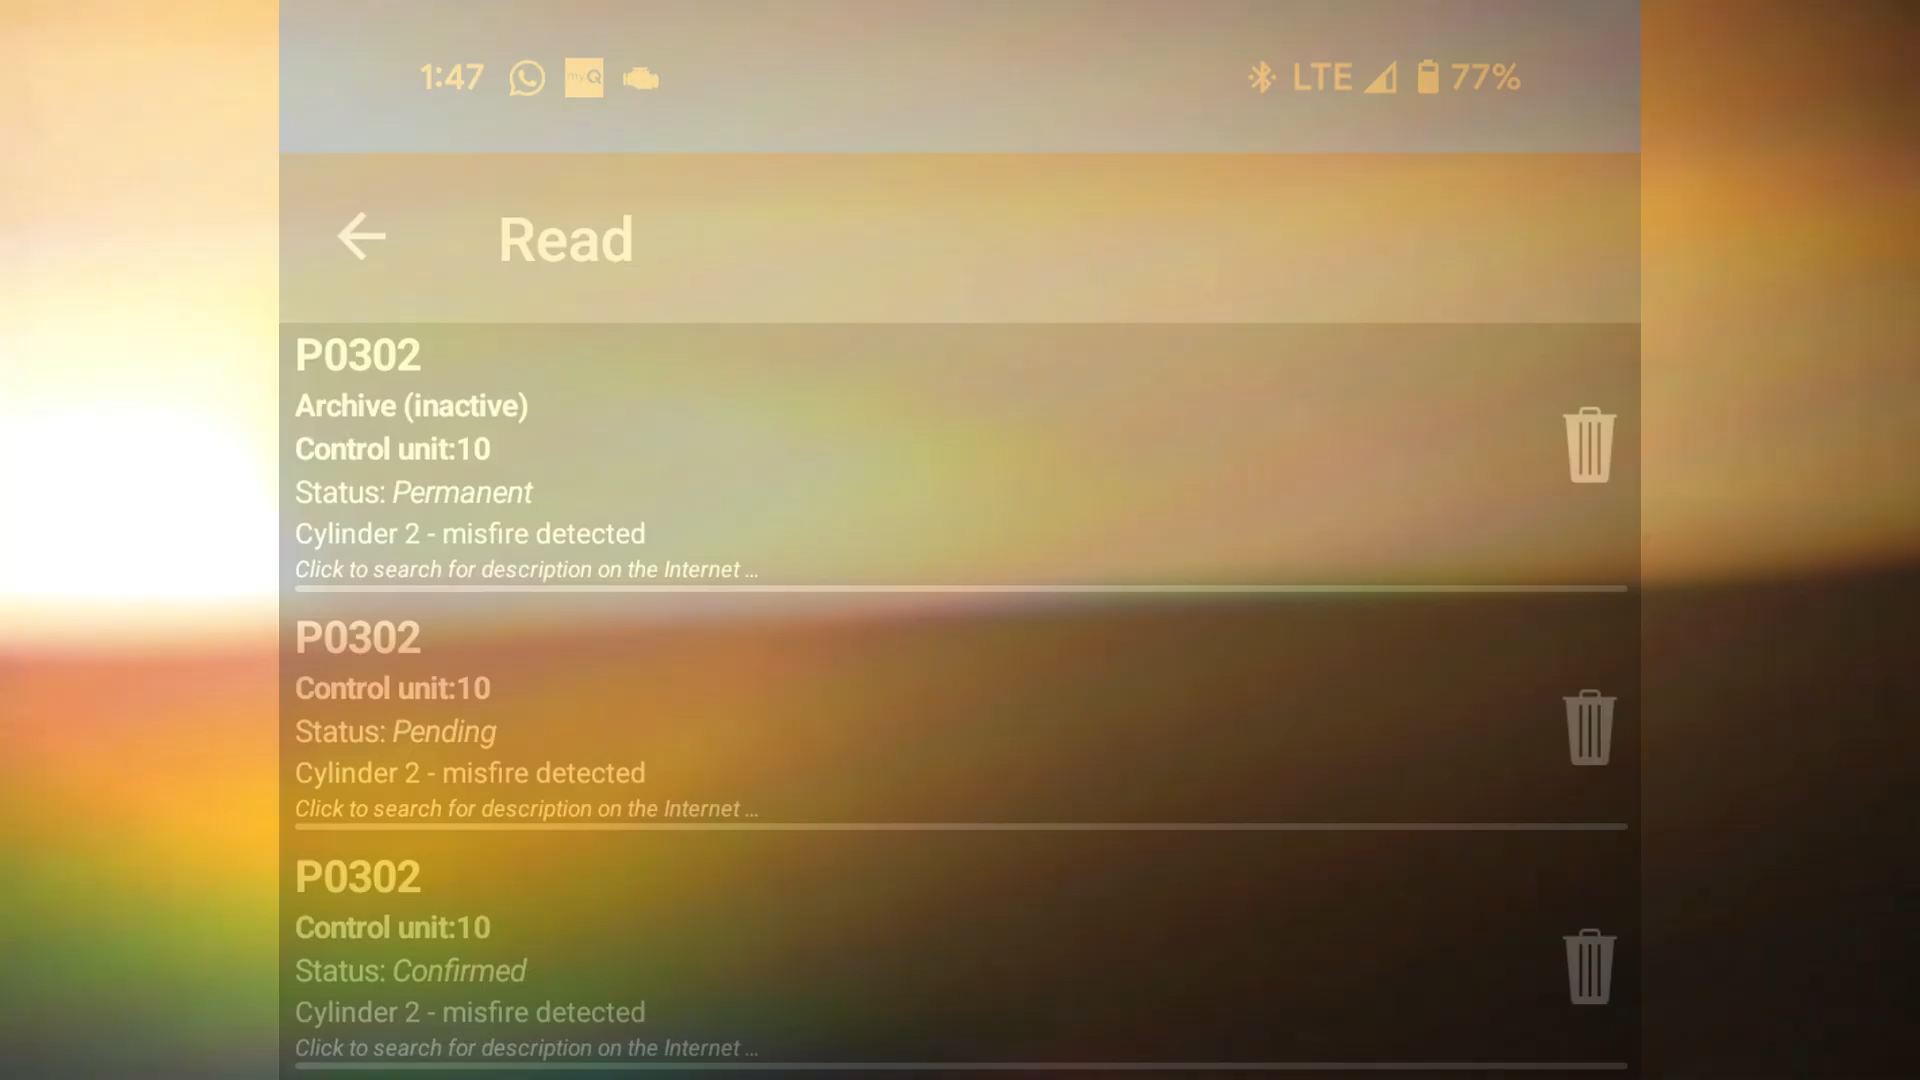 1:47 myQ LTE 77%
Read
P0302
Archive (inactive)
Control unit:10
Status: Permanent
Cylinder 2 - misfire detected
Click to search for description on the Internet ...
P0302
Control unit:10
Status: Pending
Cylinder 2 - misfire detected
Click to search for description on the Internet ...
P0302
Control unit:10
Status: Confirmed
Cylinder 2 - misfire detected
Click to search for description on the Internet ...